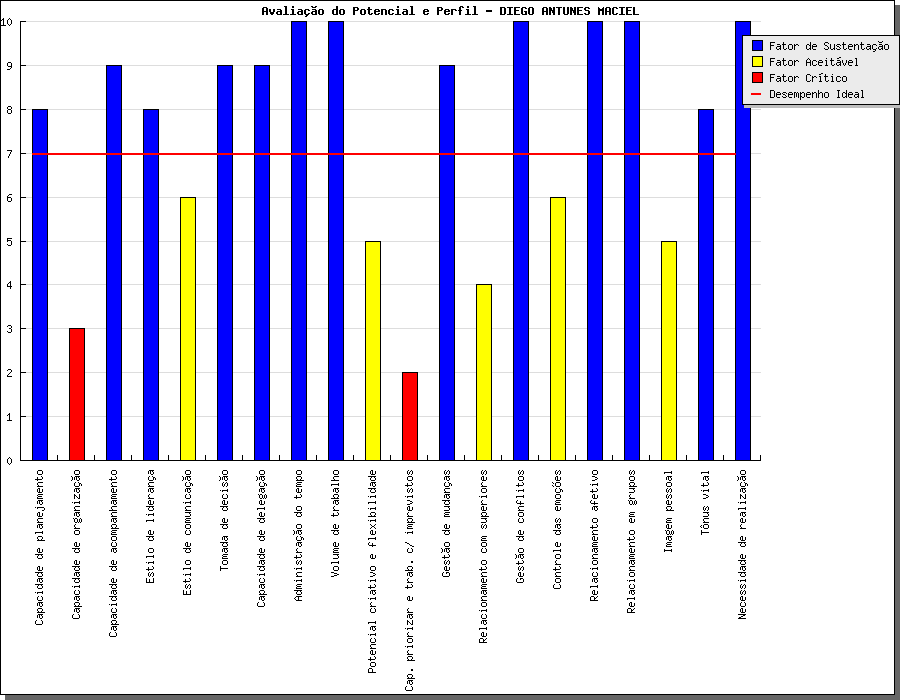 Avaliação do Potencial e Perfil - DIEGO ANTUNES MACIEL
10
9
8
7
6
5
4
3
2
1
0
Fator de Sustentação
Fator Aceitável
Fator Crítico
Desempenho Ideal
Capacidade de planejamento
Capacidade de organização
Capacidade de acompanhamento
Estilo de liderança
Estilo de comunicação
Tomada de decisão
Capacidade de delegação
Administração do tempo
Volume de trabalho
Potencial criativo e flexibilidade
Cap. priorizar e trab. c/ imprevistos
Gestão de mudanças
Relacionamento com superiores
Gestão de conflitos
Controle das emoções
Relacionamento afetivo
Relacionamento em grupos
Imagem pessoal
Tônus vital
Necessidade de realização